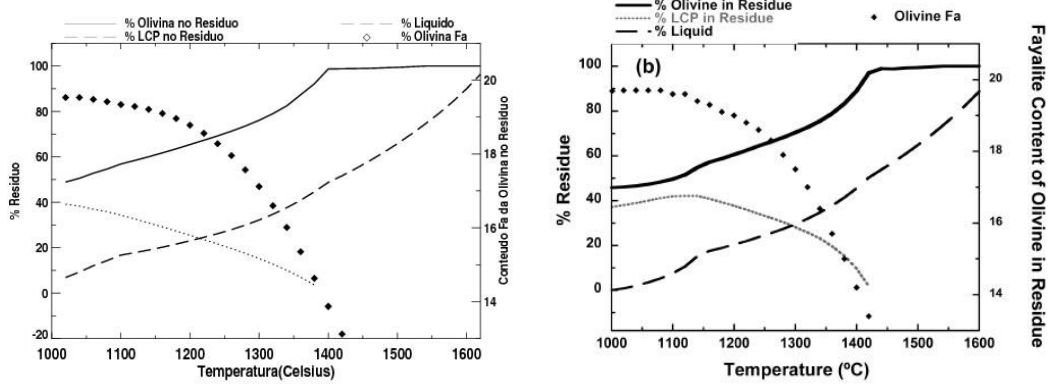 % Olivina no Residuo
% LCP no Residuo
% Liquido
% Olivina Fa
100
80
60
40
20
0
-20
% Residuo
1000
1100
1200
1300
1400
1500
1600
Temperatura(Celsius)
20
18
16
14
Conteudo Fa da Olivina no Residuo
% Olivine in Residue
% LCP in Residue
% Liquid
Olivine Fa
(b)
100
80
60
40
20
0
% Residue
1000
1100
1200
1300
1400
1500
1600
Temperature (ºC)
20
18
16
14
Fayalite Content of Olivine in Residue